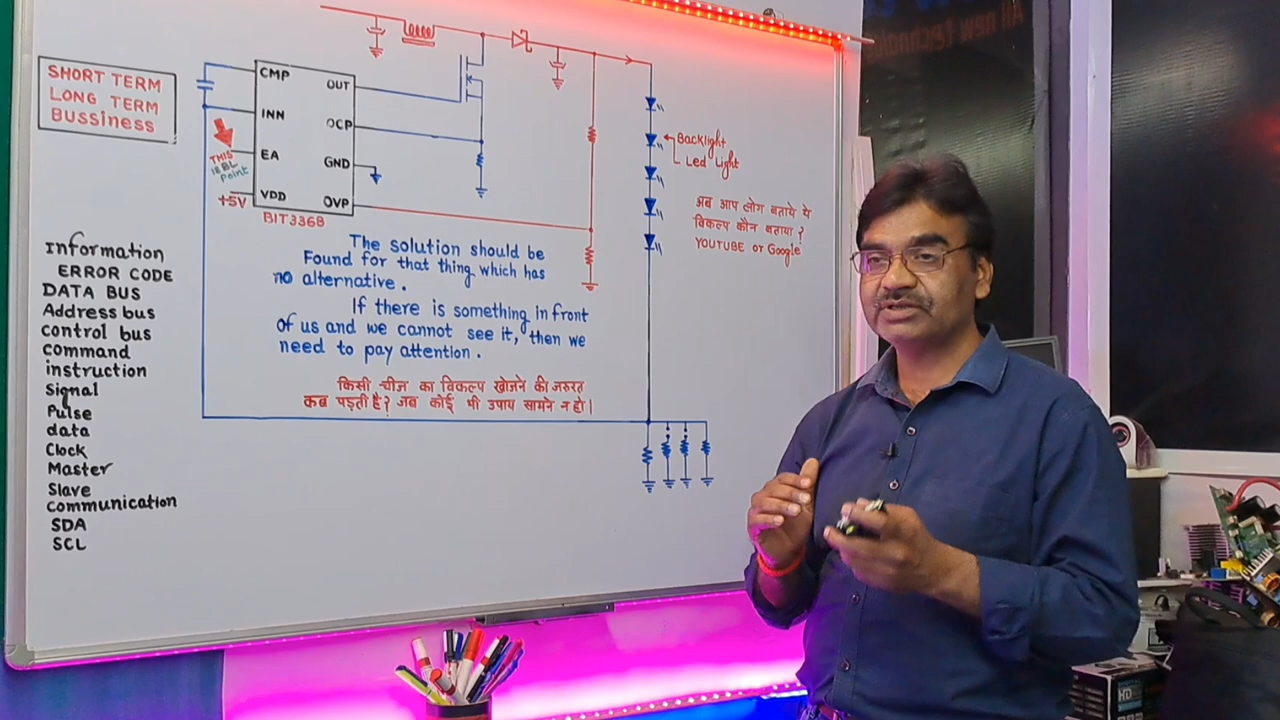 All new Technolo
SHORT TERM
LONG TERM
BUSSINESS
CMP
INN
EA
VDD
OUT
OCP
GND
OVP
THIS
IS BL
Point
+5V
BIT3368
Backlight
Led Light
अब आप लोग बताये ये
विकल्प कौन बताया ?
YOUTUBE or Google
The solution should be
Found for that thing which has
no alternative.
If there is something in front
of us and we cannot see it, then we
need to pay attention.
किसी चीज का विकल्प खोजने की जरुरत
कब पड़ती है? जब कोई भी उपाय सामने न हो।
Information
ERROR CODE
DATA BUS
Address bus
control bus
command
instruction
Signal
Pulse
data
Clock
Master
Slave
communication
SDA
SCL
HD